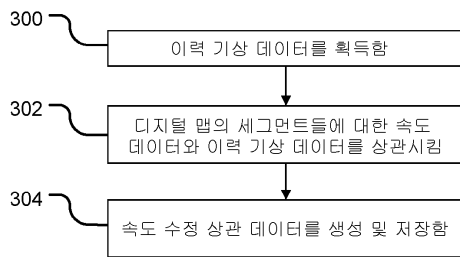 300
이력 기상 데이터를 획득함
302
디지털 맵의 세그먼트들에 대한 속도
데이터와 이력 기상 데이터를 상관시킴
304
속도 수정 상관 데이터를 생성 및 저장함